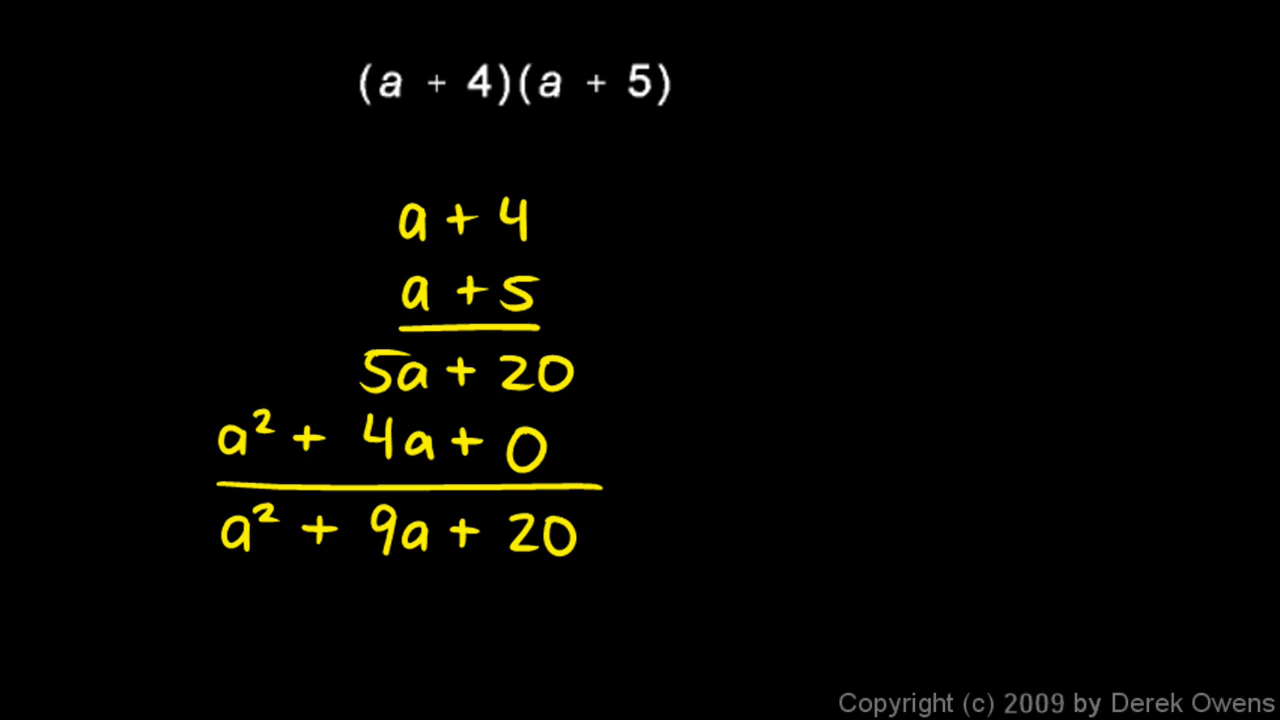 (a + 4)(a + 5)
a + 4
a + 5
5a + 20
a² + 4a + 0
a² + 9a + 20
Copyright (c) 2009 by Derek Owens